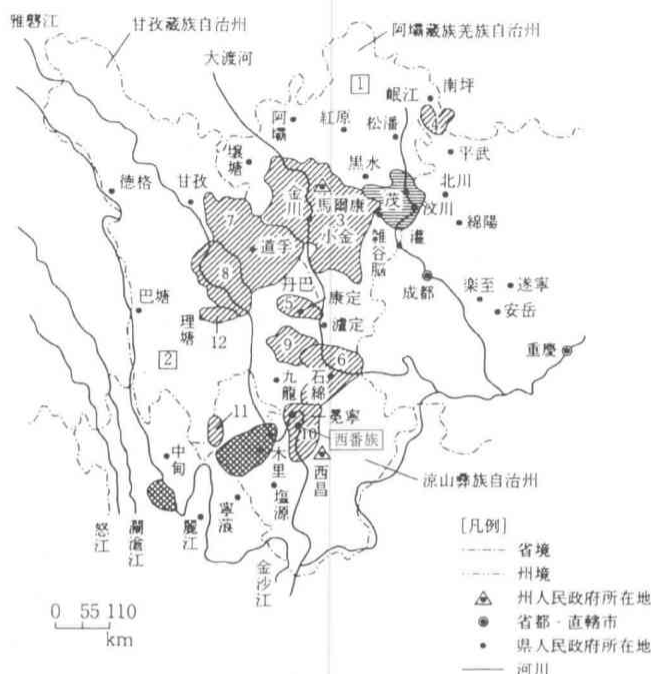 雅礱江
甘孜蔵族自治州
大渡河
阿壩蔵族羌族自治州
1
岷江
南坪
阿壩
紅原
松潘
4
壤塘
平武
黒水
徳格
甘孜
金川
馬爾康
茂
北川
7
3
汶川
小金
綿陽
道孚
雑谷脳
灌
8
成都
丹巴
楽至
遂寧
巴塘
5
康定
安岳
理塘
12
瀘定
重慶
9
6
2
九龍
石綿
11
冕寧
10
西番族
中甸
木里
西昌
涼山彝族自治州
塩源
寧蒗
怒江
瀾滄江
麗江
金沙江
[凡例]
省境
州境
州人民政府所在地
省都・直轄市
県人民政府所在地
河川
0 55 110
km